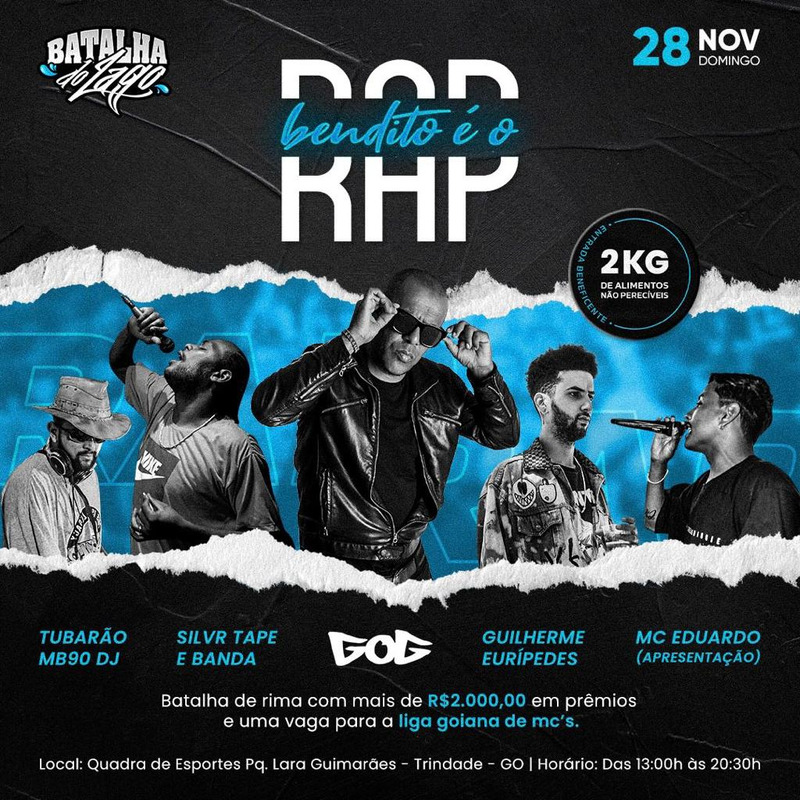 BATALHA
do Lago
28 NOV
DOMINGO
RAP
bendito é o
RAP
ENTRADA BENEFICENTE
2KG
DE ALIMENTOS
NÃO PERECÍVEIS
NIKE
TUBARÃO
MB90 DJ
SILVR TAPE
E BANDA
GOG
GUILHERME
EURÍPEDES
MC EDUARDO
(APRESENTAÇÃO)
Batalha de rima com mais de R$2.000,00 em prêmios
e uma vaga para a liga goiana de mc's.
Local: Quadra de Esportes Pq. Lara Guimarães - Trindade - GO | Horário: Das 13:00h às 20:30h